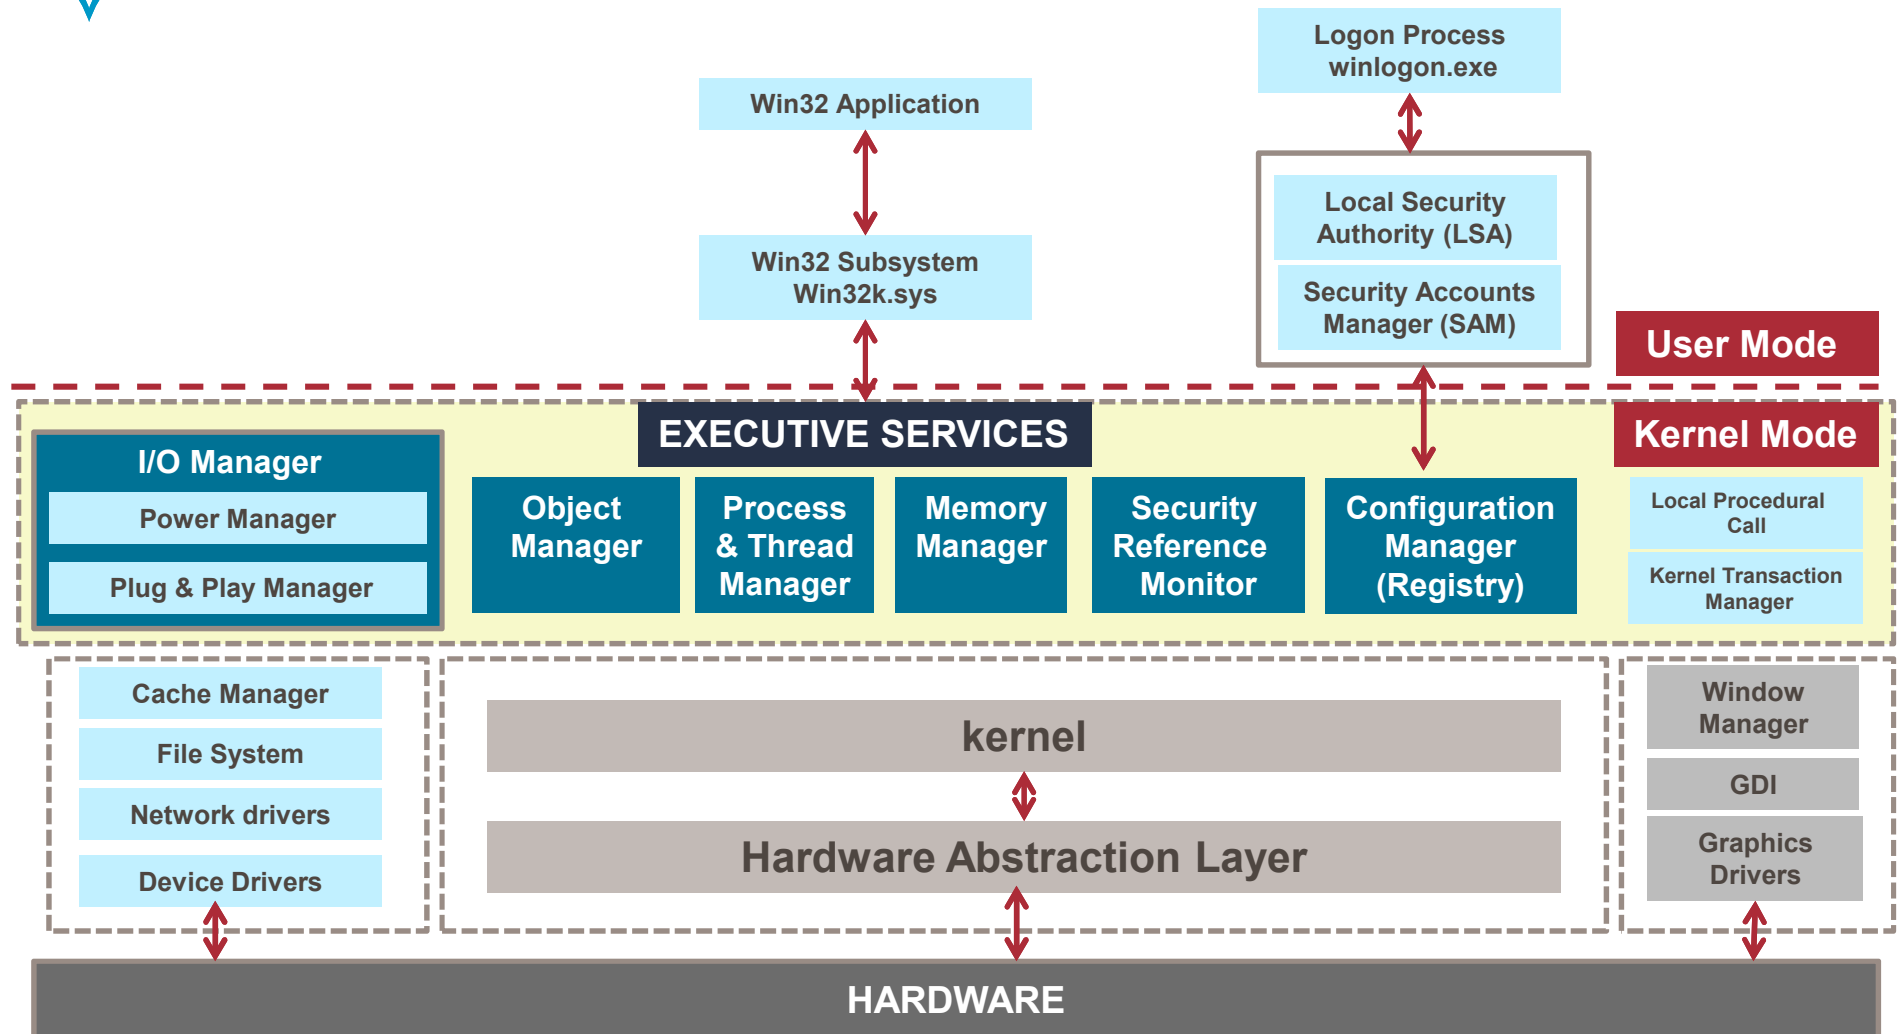 Logon Process
winlogon.exe
Win32 Application
Local Security
Authority (LSA)
Win32 Subsystem
Win32k.sys
Security Accounts
Manager (SAM)
User Mode
EXECUTIVE SERVICES
Kernel Mode
I/O Manager
Power Manager
Plug & Play Manager
Object
Manager
Process
& Thread
Manager
Memory
Manager
Security
Reference
Monitor
Configuration
Manager
(Registry)
Local Procedural
Call
Kernel Transaction
Manager
Cache Manager
File System
Network drivers
Device Drivers
kernel
Hardware Abstraction Layer
Window
Manager
GDI
Graphics
Drivers
HARDWARE